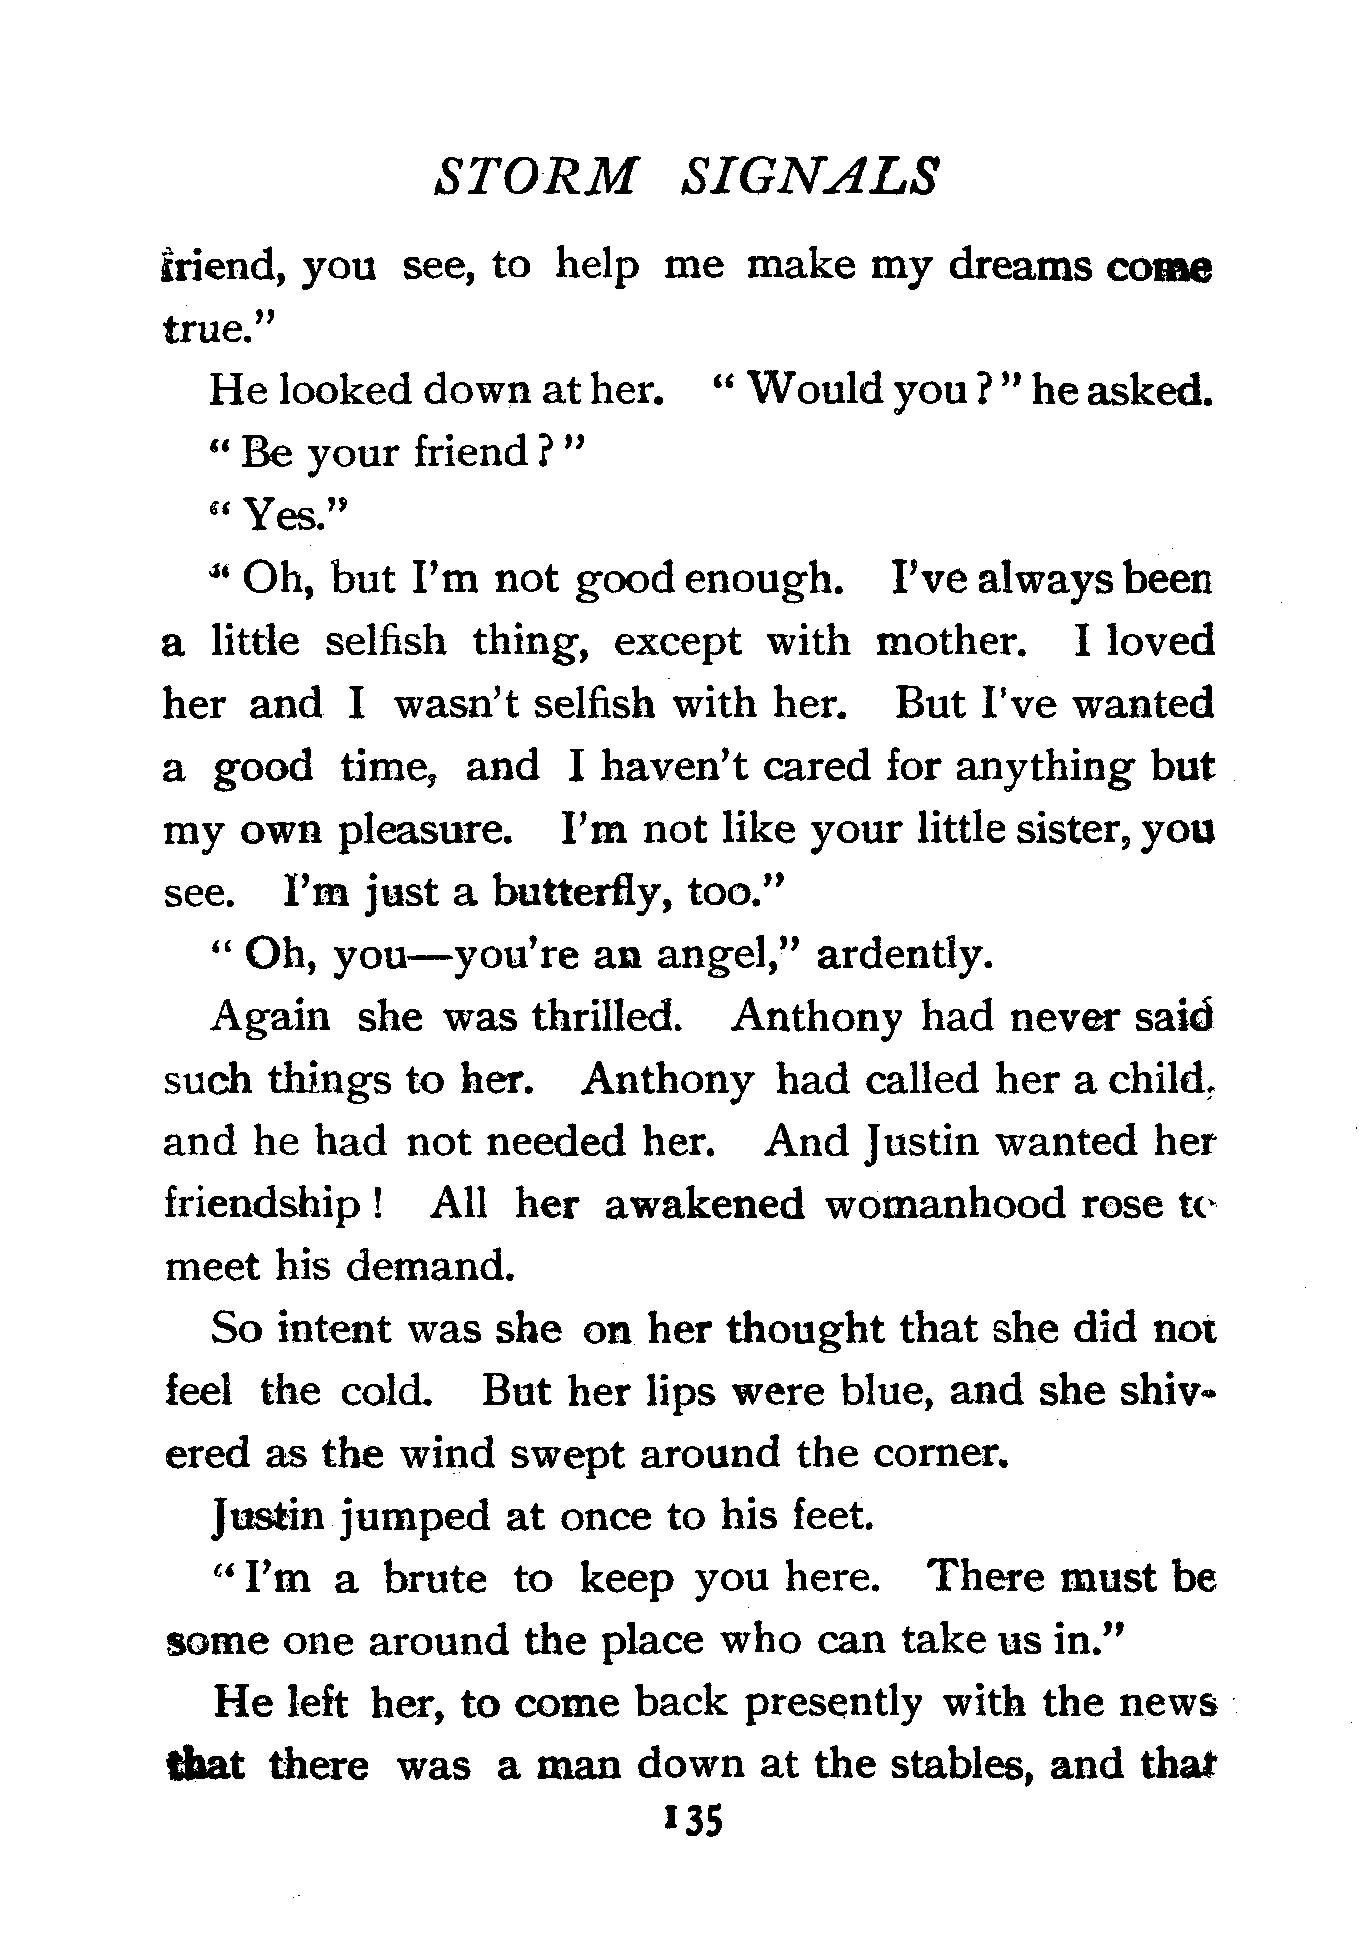 STORM SIGNALS
friend, you see, to help me make my dreams come
true."
He looked down at her. "Would you?" he asked.
"Be your friend?"
"Yes."
"Oh, but I'm not good enough. I've always been
a little selfish thing, except with mother. I loved
her and I wasn't selfish with her. But I've wanted
a good time, and I haven't cared for anything but
my own pleasure. I'm not like your little sister, you
see. I'm just a butterfly, too."
"Oh, you—you're an angel," ardently.
Again she was thrilled. Anthony had never said
such things to her. Anthony had called her a child,
and he had not needed her. And Justin wanted her
friendship! All her awakened womanhood rose to
meet his demand.
So intent was she on her thought that she did not
feel the cold. But her lips were blue, and she shiv-
ered as the wind swept around the corner.
Justin jumped at once to his feet.
"I'm a brute to keep you here. There must be
some one around the place who can take us in."
He left her, to come back presently with the news
that there was a man down at the stables, and that
135